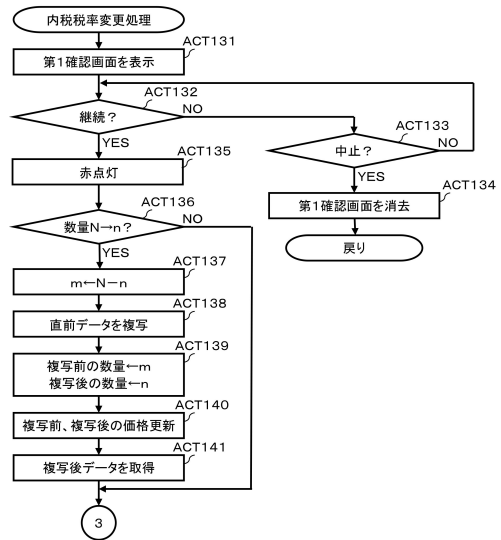 内税税率変更処理
ACT131
第1確認画面を表示
ACT132
継続？
NO
YES
ACT133
中止？
NO
YES
ACT134
第1確認画面を消去
戻り
ACT135
赤点灯
ACT136
数量N→n？
NO
YES
ACT137
m←N－n
ACT138
直前データを複写
ACT139
複写前の数量←m
複写後の数量←n
ACT140
複写前、複写後の価格更新
ACT141
複写後データを取得
3